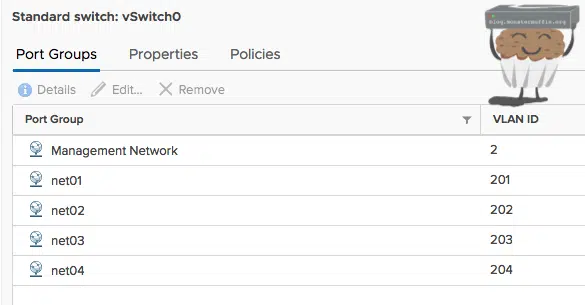 Standard switch: vSwitch0
blog.monstermuffin.org
Port Groups Properties Policies
Details Edit... Remove
Port Group VLAN ID
Management Network 2
net01 201
net02 202
net03 203
net04 204